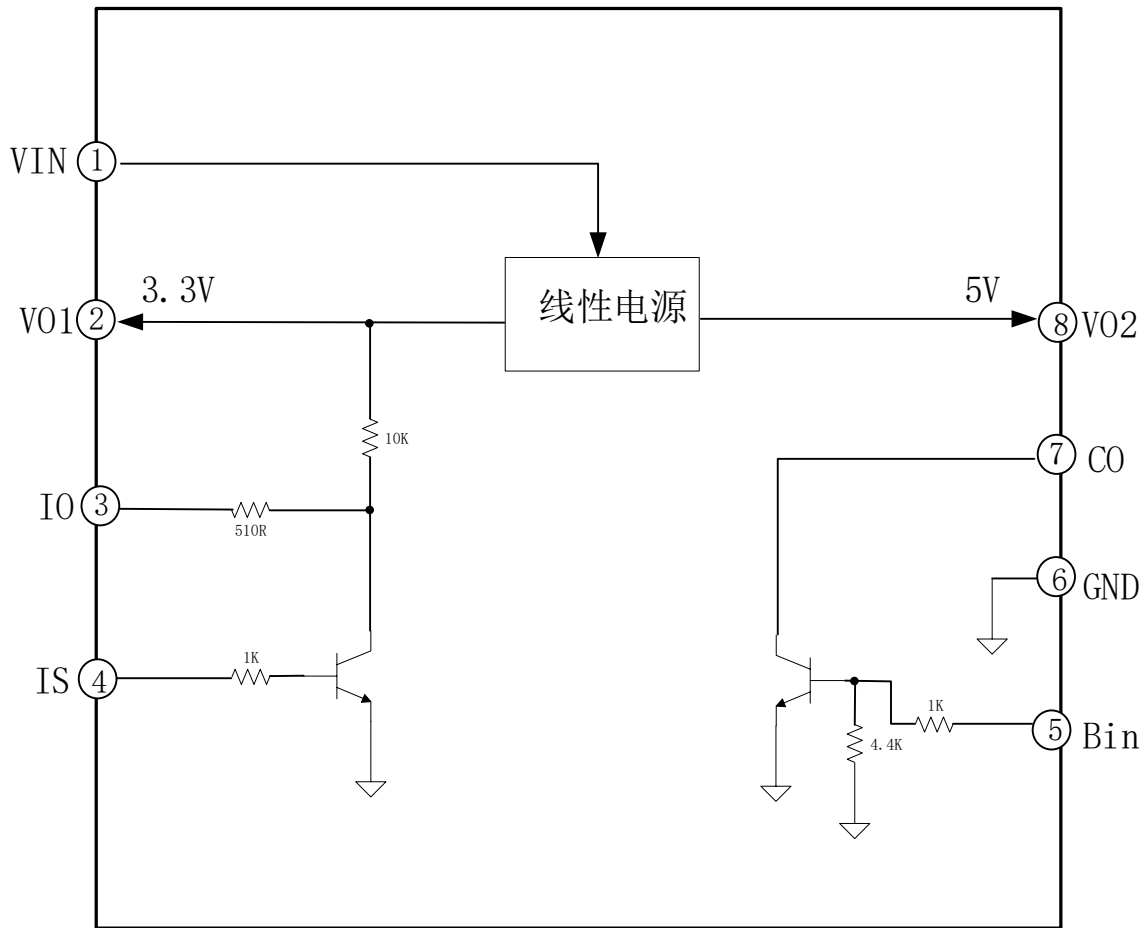 VIN 1
3.3V
线性电源
5V
VO1 2
8 VO2
10K
7 CO
IO 3
510R
6 GND
1K
IS 4
1K
5 Bin
4.4K